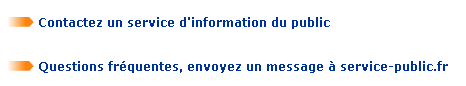 Contactez un service d'information du public
Questions fréquentes, envoyez un message à service-public.fr